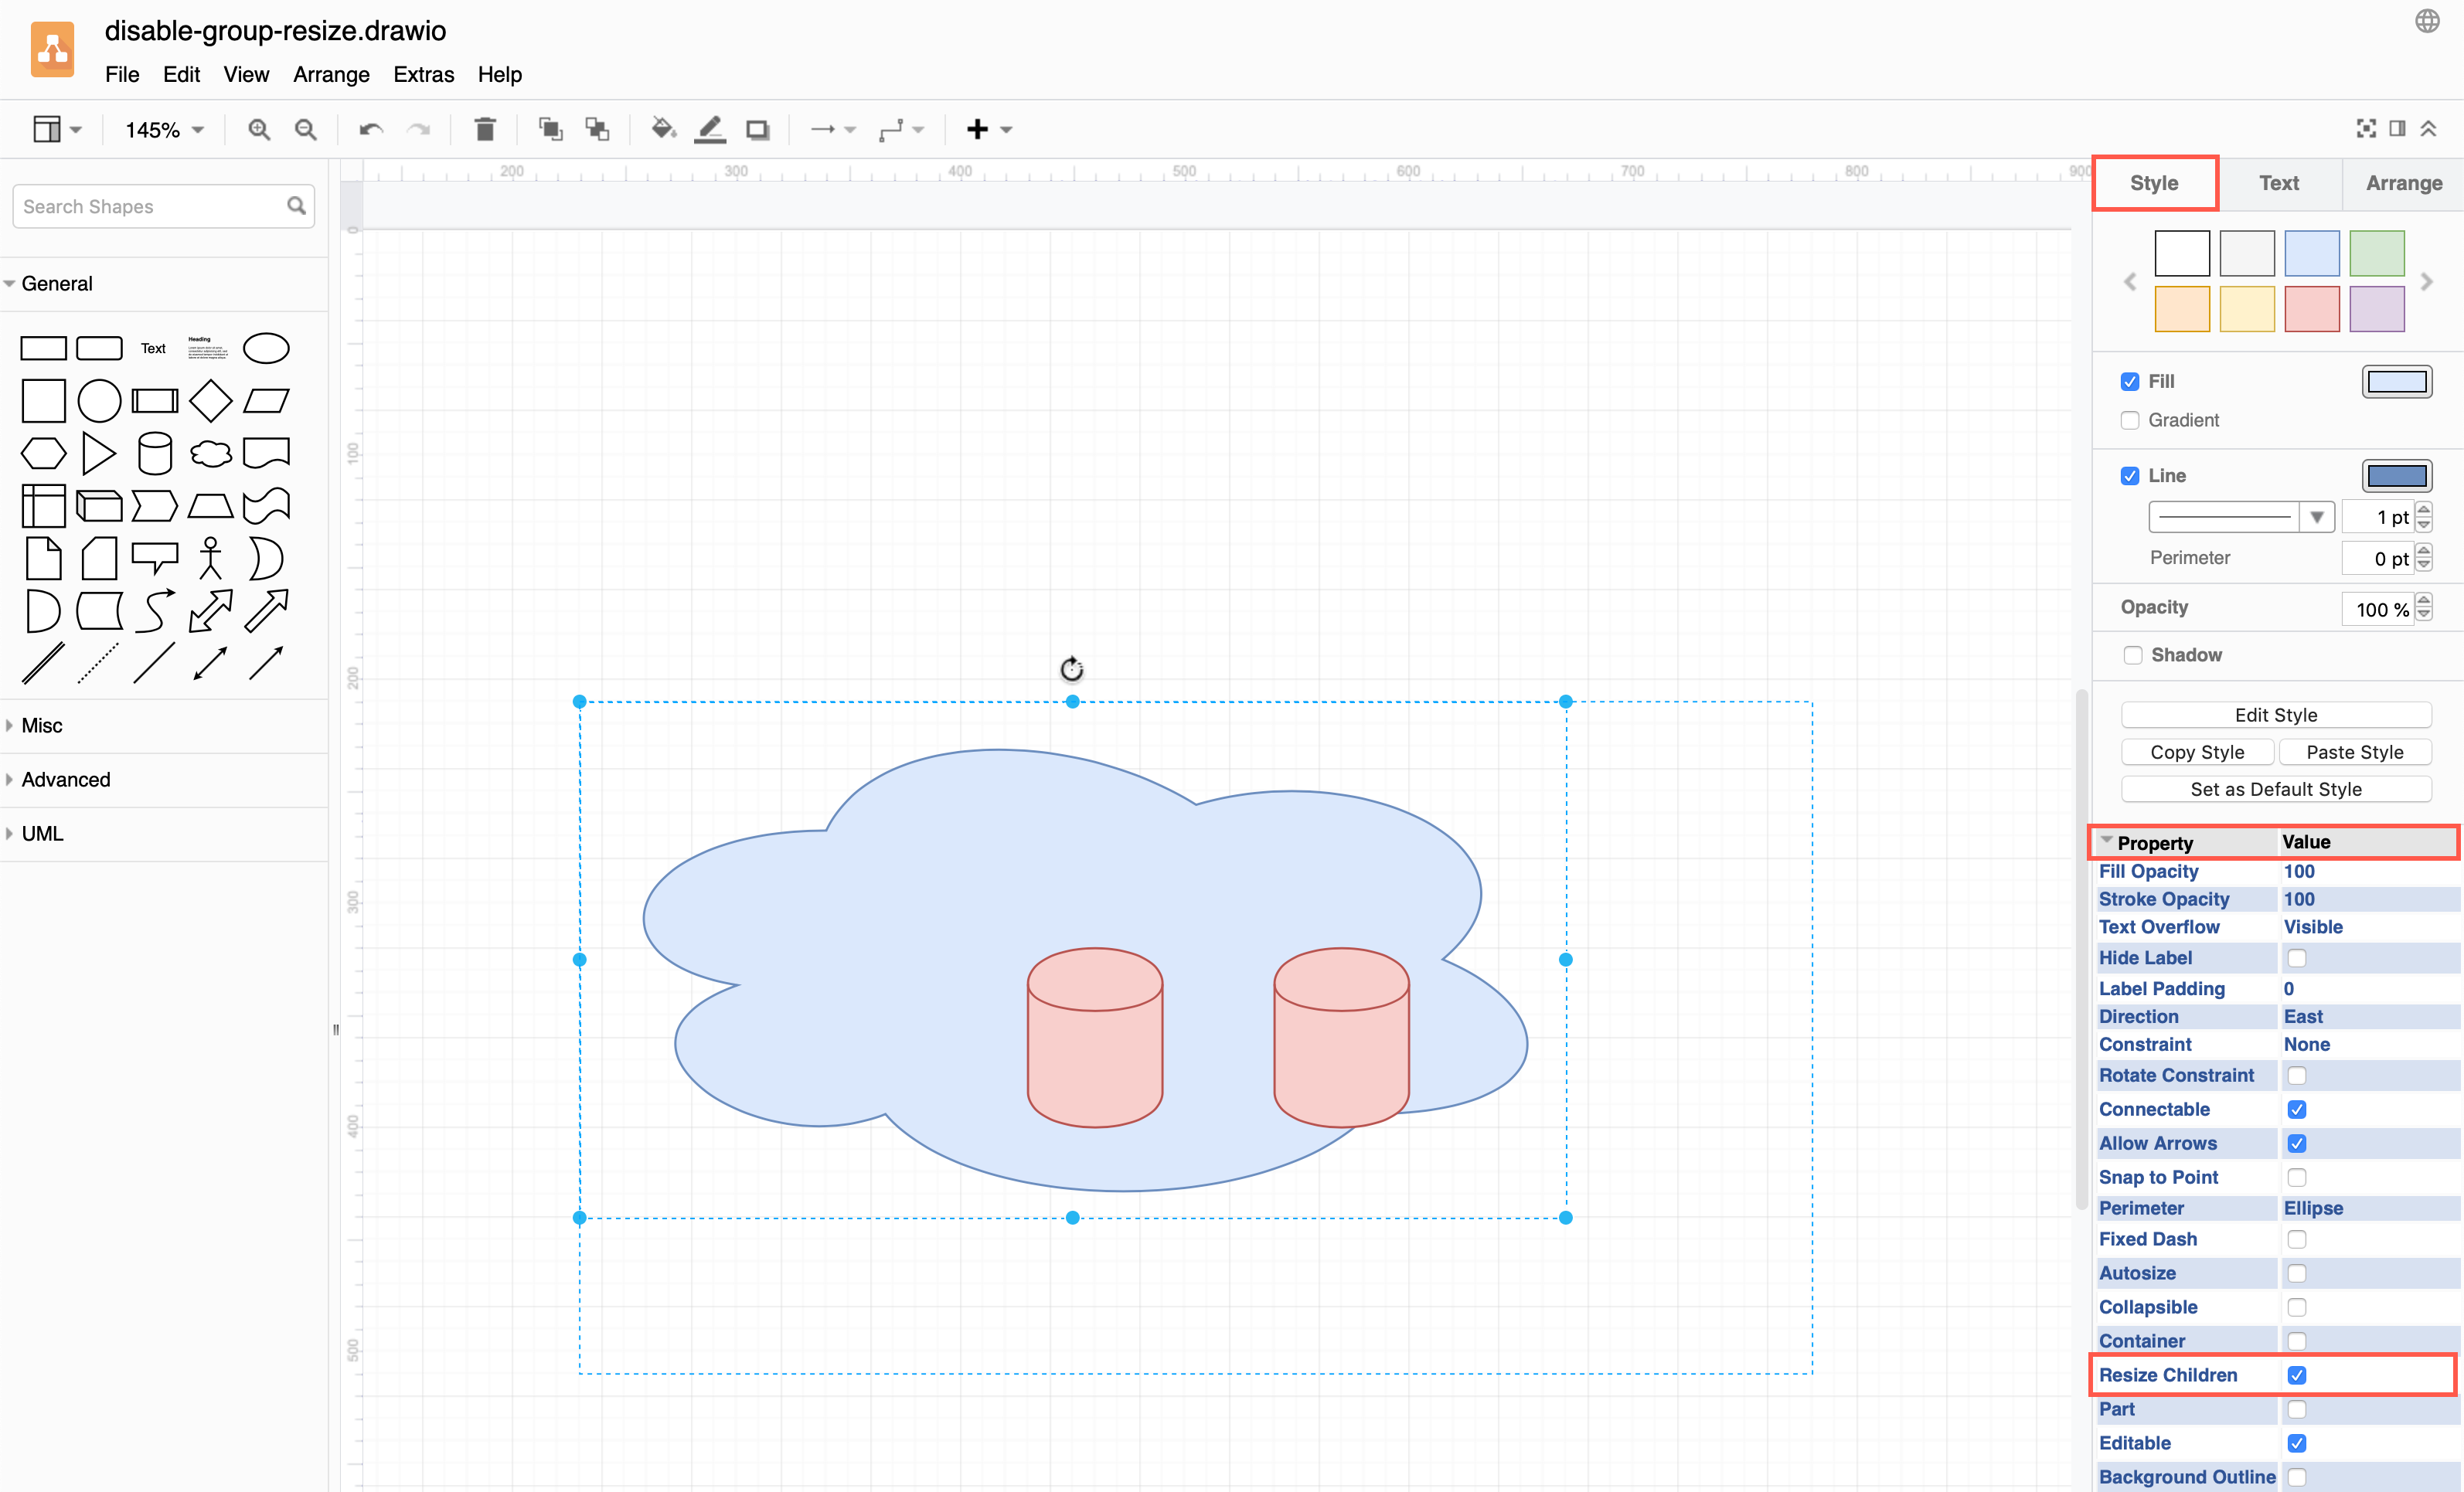 disable-group-resize.drawio
File Edit View Arrange Extras Help
145%
Search Shapes
General
Text
Heading
Misc
Advanced
UML
200 300 400 500 600 700 800 900
0
100
200
300
400
500
Style Text Arrange
Fill
Gradient
Line
1 pt
Perimeter 0 pt
Opacity 100 %
Shadow
Edit Style
Copy Style Paste Style
Set as Default Style
Property Value
Fill Opacity 100
Stroke Opacity 100
Text Overflow Visible
Hide Label
Label Padding 0
Direction East
Constraint None
Rotate Constraint
Connectable
Allow Arrows
Snap to Point
Perimeter Ellipse
Fixed Dash
Autosize
Collapsible
Container
Resize Children
Part
Editable
Background Outline